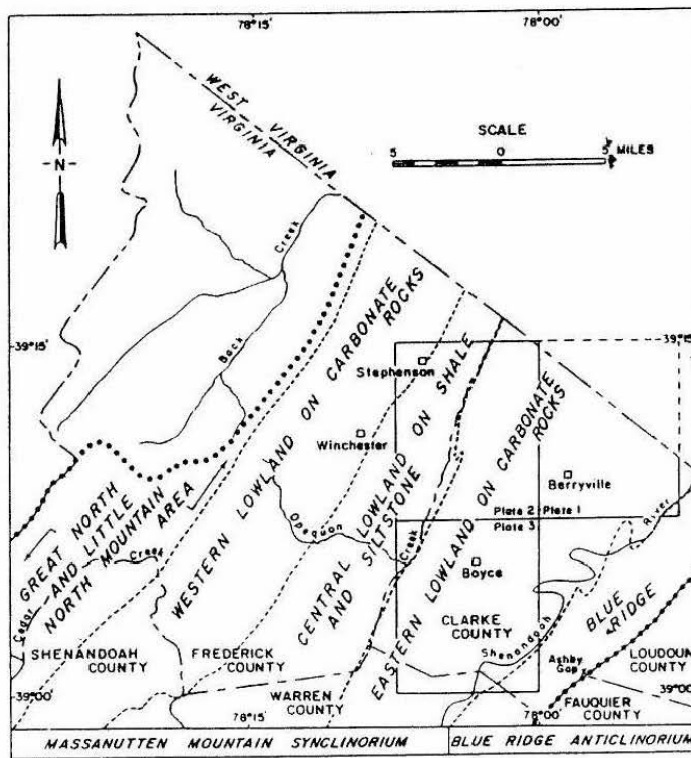 78°15'
78°00'
WEST VIRGINIA
VIRGINIA
N
SCALE
5 0 5 MILES
Creek
Back
39°15'
39°15'
WESTERN LOWLAND ON CARBONATE
ROCKS
Stephenson
Winchester
CENTRAL LOWLAND ON SHALE
AND SILTSTONE
EASTERN LOWLAND ON CARBONATE
ROCKS
Berryville
Plate 2 Plate 1
Plate 3
River
GREAT NORTH
AND LITTLE
NORTH MOUNTAIN
AREA
Opequon
Creek
Cedar Creek
Boyce
CLARKE
COUNTY
Shenandoah
BLUE RIDGE
SHENANDOAH
COUNTY
FREDERICK
COUNTY
Ashby
Gap
LOUDOUN
COUNTY
WARREN
COUNTY
FAUQUIER
COUNTY
39°00'
39°00'
78°15'
78°00'
MASSANUTTEN MOUNTAIN SYNCLINORIUM
BLUE RIDGE ANTICLINORIUM